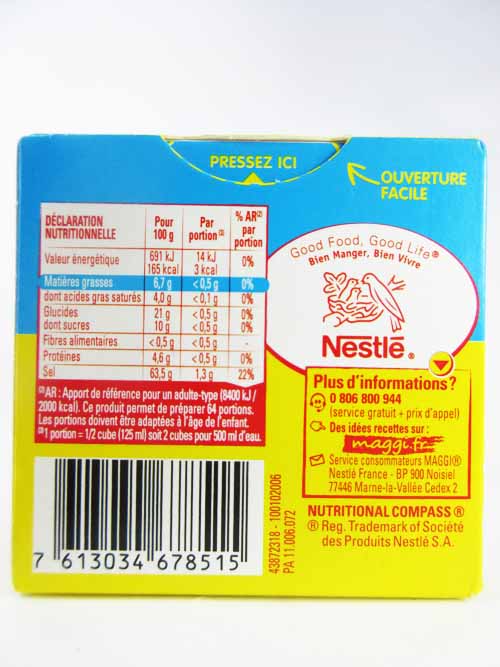 PRESSEZ ICI
OUVERTURE
FACILE
DÉCLARATION NUTRITIONNELLE Pour 100 g Par portion (3) % AR(2) par portion
Valeur énergétique 691 kJ 165 kcal 14 kJ 3 kcal 0%
Matières grasses 6,7 g <0,5 g 0%
dont acides gras saturés 4,0 g <0,1 g 0%
Glucides 21 g <0,5 g 0%
dont sucres 10 g <0,5 g 0%
Fibres alimentaires <0,5 g <0,5 g -
Protéines 4,6 g <0,5 g 0%
Sel 63,5 g 1,3 g 22%
(2) AR : Apport de référence pour un adulte-type (8400 kJ /
2000 kcal). Ce produit permet de préparer 64 portions.
Les portions doivent être adaptées à l'âge de l'enfant.
(3) 1 portion = 1/2 cube (125 ml) soit 2 cubes pour 500 ml d'eau.
Good Food, Good Life®
Bien Manger, Bien Vivre
Nestlé®
Plus d'informations ?
0 806 800 944
(service gratuit + prix d'appel)
Des idées recettes sur :
maggi.fr
Service consommateurs MAGGI®
Nestlé France - BP 900 Noisiel
77446 Marne-la-Vallée Cedex 2
NUTRITIONAL COMPASS ®
® Reg. Trademark of Société
des Produits Nestlé S.A.
43872318 - 100102006
PA 11.006.072
7 613034 678515